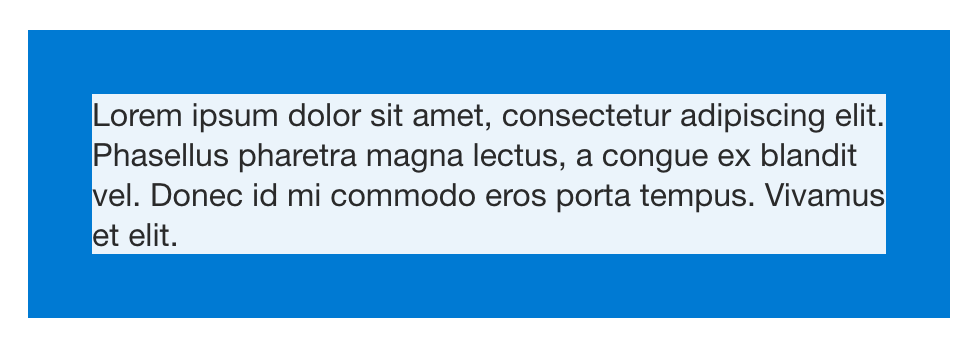 Lorem ipsum dolor sit amet, consectetur adipiscing elit.
Phasellus pharetra magna lectus, a congue ex blandit
vel. Donec id mi commodo eros porta tempus. Vivamus
et elit.